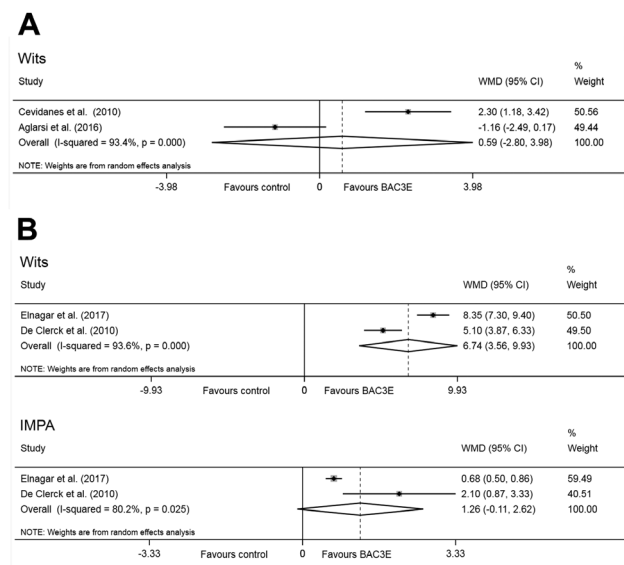 A
Wits
%
Study WMD (95% CI) Weight
Cevidanes et al. (2010) 2.30 (1.18, 3.42) 50.56
Aglarsi et al. (2016) -1.16 (-2.49, 0.17) 49.44
Overall (I-squared = 93.4%, p = 0.000) 0.59 (-2.80, 3.98) 100.00
NOTE: Weights are from random effects analysis
-3.98 Favours control 0 Favours BAC3E 3.98
B
Wits
%
Study WMD (95% CI) Weight
Elnagar et al. (2017) 8.35 (7.30, 9.40) 50.50
De Clerck et al. (2010) 5.10 (3.87, 6.33) 49.50
Overall (I-squared = 93.6%, p = 0.000) 6.74 (3.56, 9.93) 100.00
NOTE: Weights are from random effects analysis
-9.93 Favours control 0 Favours BAC3E 9.93
IMPA
%
Study WMD (95% CI) Weight
Elnagar et al. (2017) 0.68 (0.50, 0.86) 59.49
De Clerck et al. (2010) 2.10 (0.87, 3.33) 40.51
Overall (I-squared = 80.2%, p = 0.025) 1.26 (-0.11, 2.62) 100.00
NOTE: Weights are from random effects analysis
-3.33 Favours control 0 Favours BAC3E 3.33